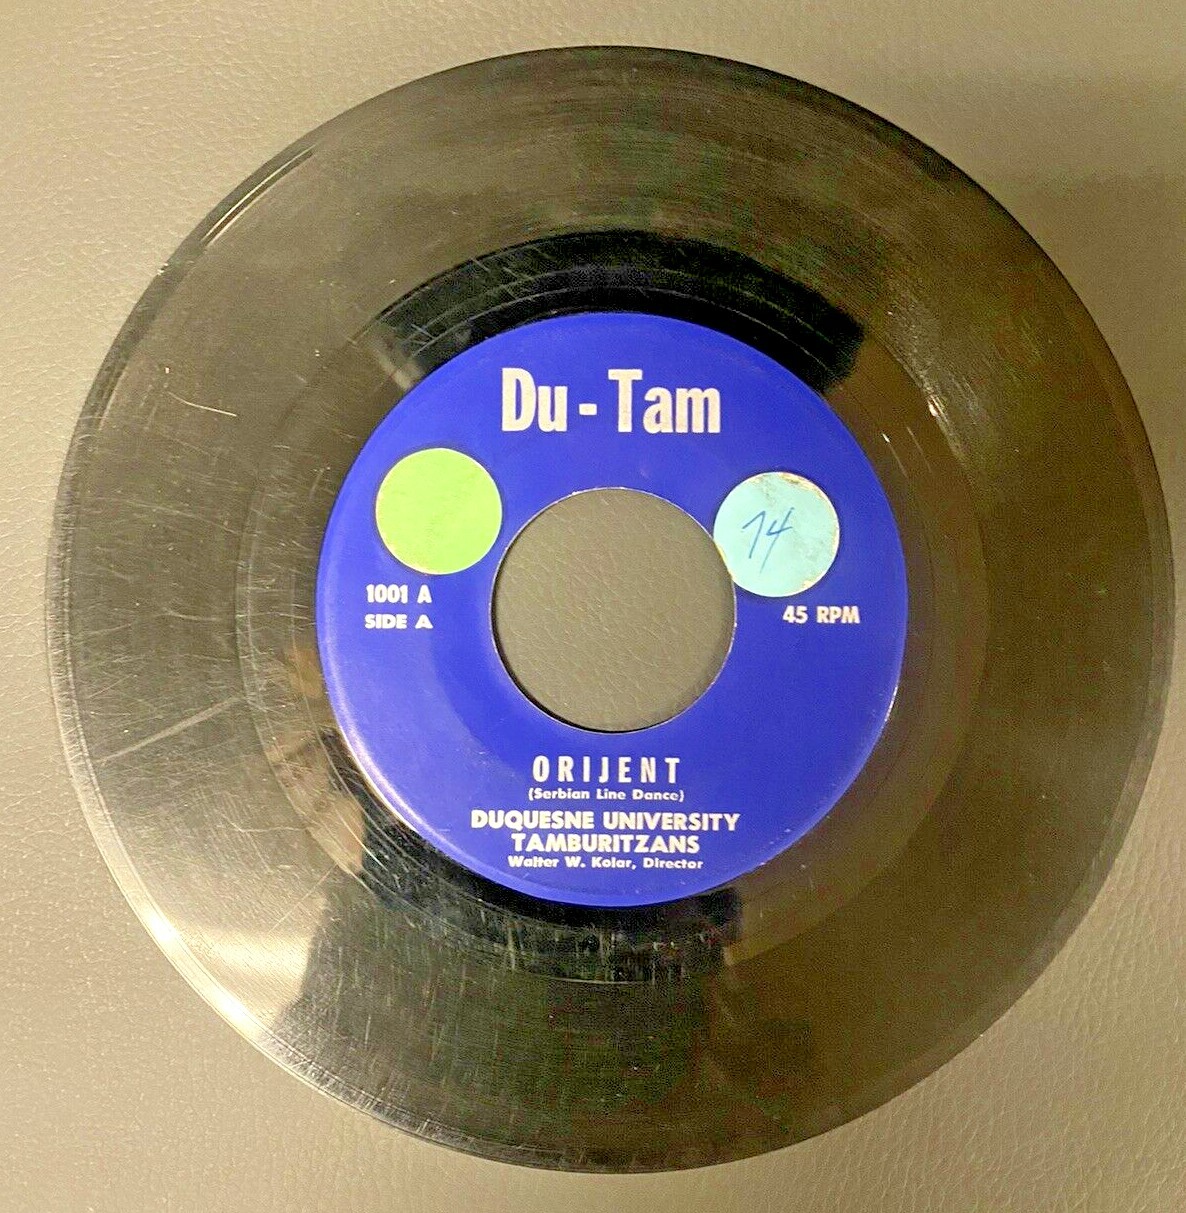 Du-Tam
14
1001 A
SIDE A
45 RPM
ORIJENT
(Serbian Line Dance)
DUQUESNE UNIVERSITY
TAMBURITZANS
Walter W. Kolar, Director